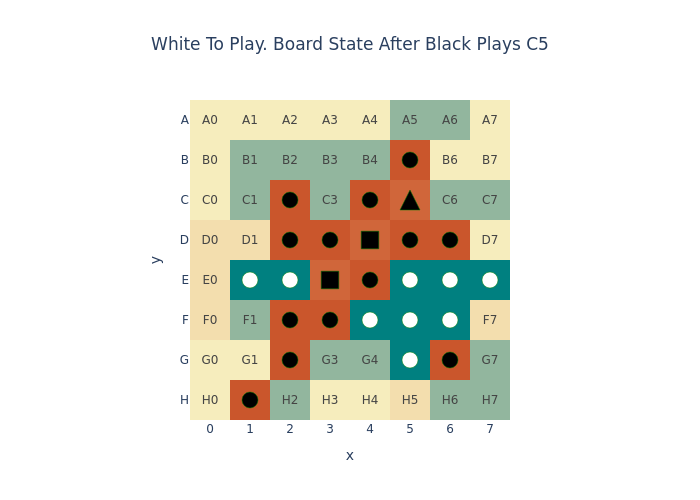 White To Play. Board State After Black Plays C5
A A0 A1 A2 A3 A4 A5 A6 A7
B B0 B1 B2 B3 B4 B6 B7
C C0 C1 C3 C6 C7
D D0 D1 D7
E E0
F F0 F1 F7
G G0 G1 G3 G4 G7
H H0 H2 H3 H4 H5 H6 H7
0 1 2 3 4 5 6 7
x
y